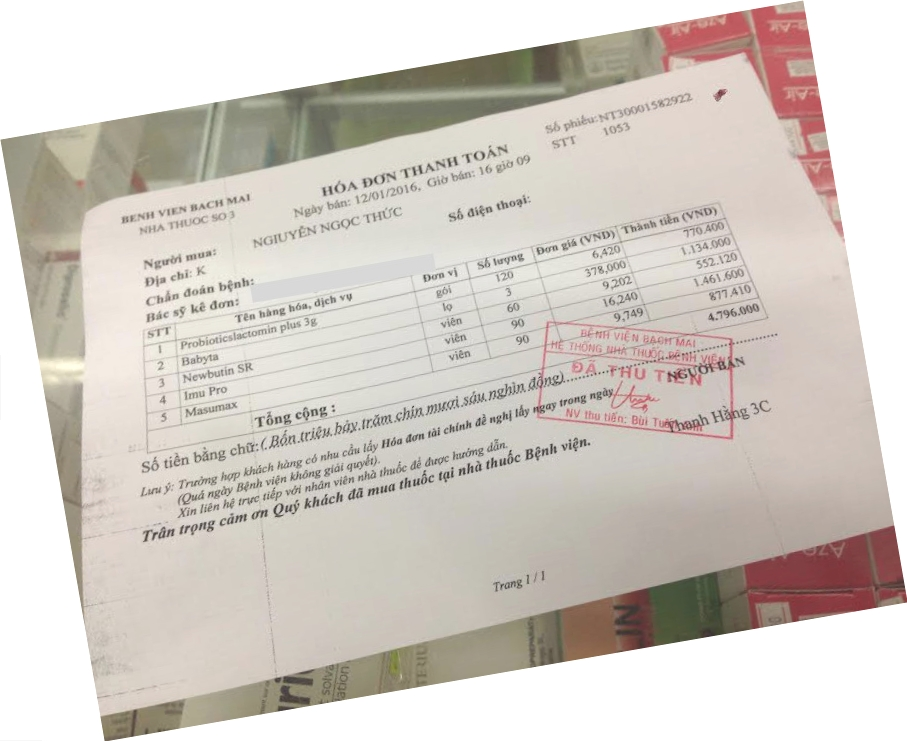 Số phiếu:NT30001582922
STT 1053
BENH VIEN BACH MAI
NHA THUOC SO 3
HÓA ĐƠN THANH TOÁN
Ngày bán: 12/01/2016, Giờ bán: 16 giờ 09
Người mua: NGIUYÊN NGỌC THỨC
Số điện thoại:
Địa chỉ: K
Chẩn đoán bệnh:
Bác sỹ kê đơn:
STT Tên hàng hóa, dịch vụ Đơn vị Số lượng Đơn giá (VND) Thành tiền (VND)
1 Probioticslactomin plus 3g gói 120 6,420 770.400
2 Babyta lọ 3 378,000 1.134.000
3 Newbutin SR viên 60 9,202 552.120
4 Imu Pro viên 90 16,240 1.461.600
5 Masumax viên 90 9,749 877.410
Tổng cộng : 4.796.000
Số tiền bằng chữ: ( Bốn triệu bảy trăm chín mươi sáu nghìn đồng)
Lưu ý: Trường hợp khách hàng có nhu cầu lấy Hóa đơn tài chính đề nghị lấy ngay trong ngày
(Quá ngày Bệnh viện không giải quyết).
Xin liên hệ trực tiếp với nhân viên nhà thuốc để được hướng dẫn.
Trân trọng cảm ơn Quý khách đã mua thuốc tại nhà thuốc Bệnh viện.
BỆNH VIỆN BẠCH MAI
HỆ THỐNG NHÀ THUỐC BỆNH VIỆN
ĐÃ THU TIỀN
NV thu tiền: Bùi
NGƯỜI BÁN
Thanh Hằng 3C
Trang 1 / 1